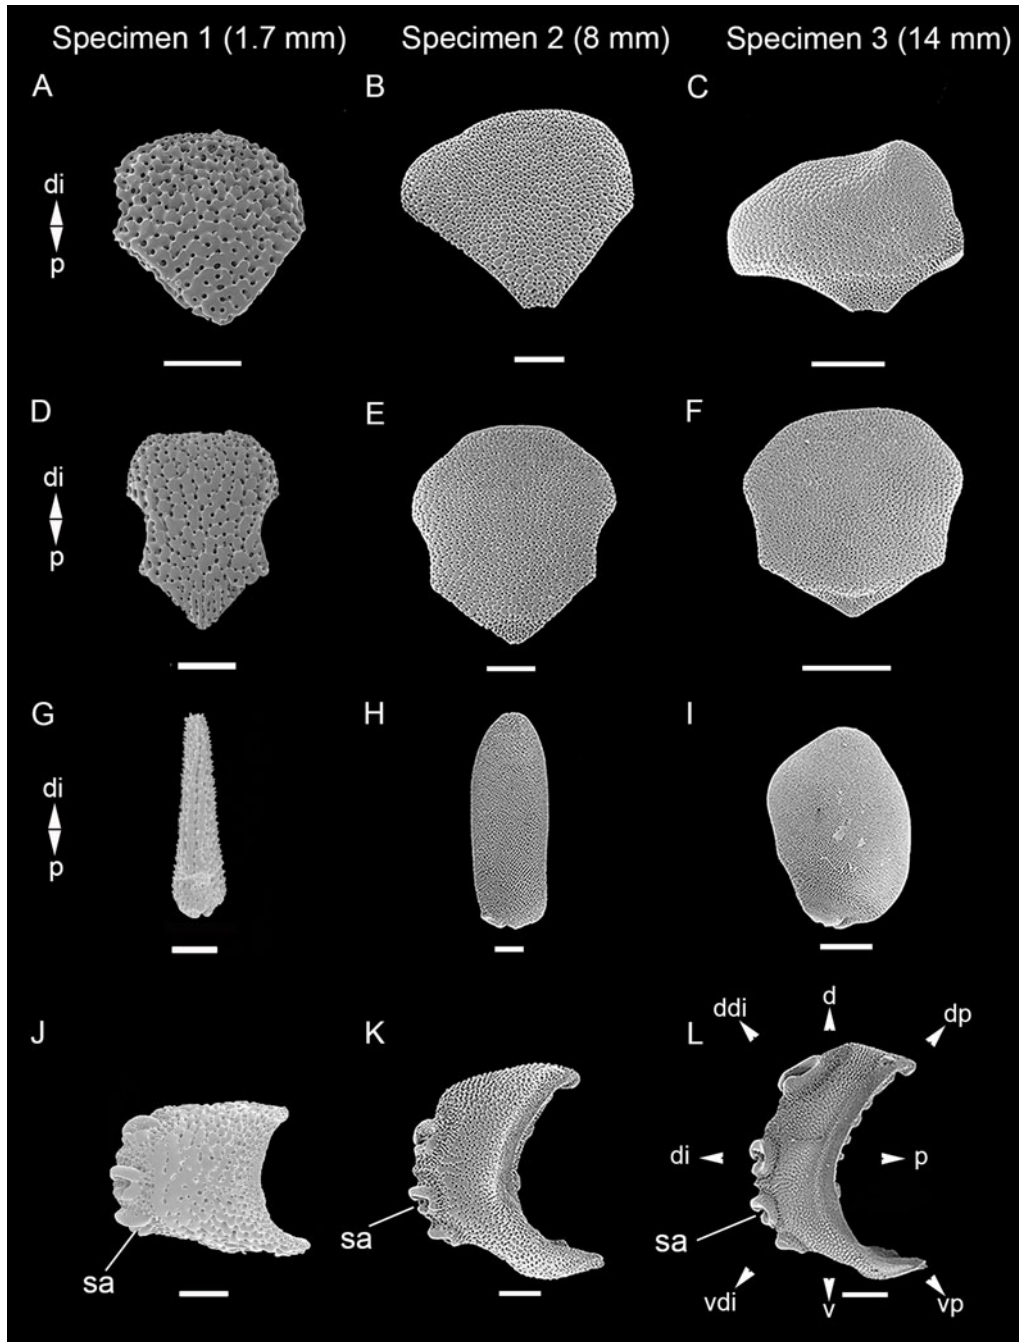 Specimen 1 (1.7 mm) Specimen 2 (8 mm) Specimen 3 (14 mm)
A B C
di
p
D E F
di
p
G H I
di
p
J K L
d
ddi dp
di p
sa sa sa
vdi v vp